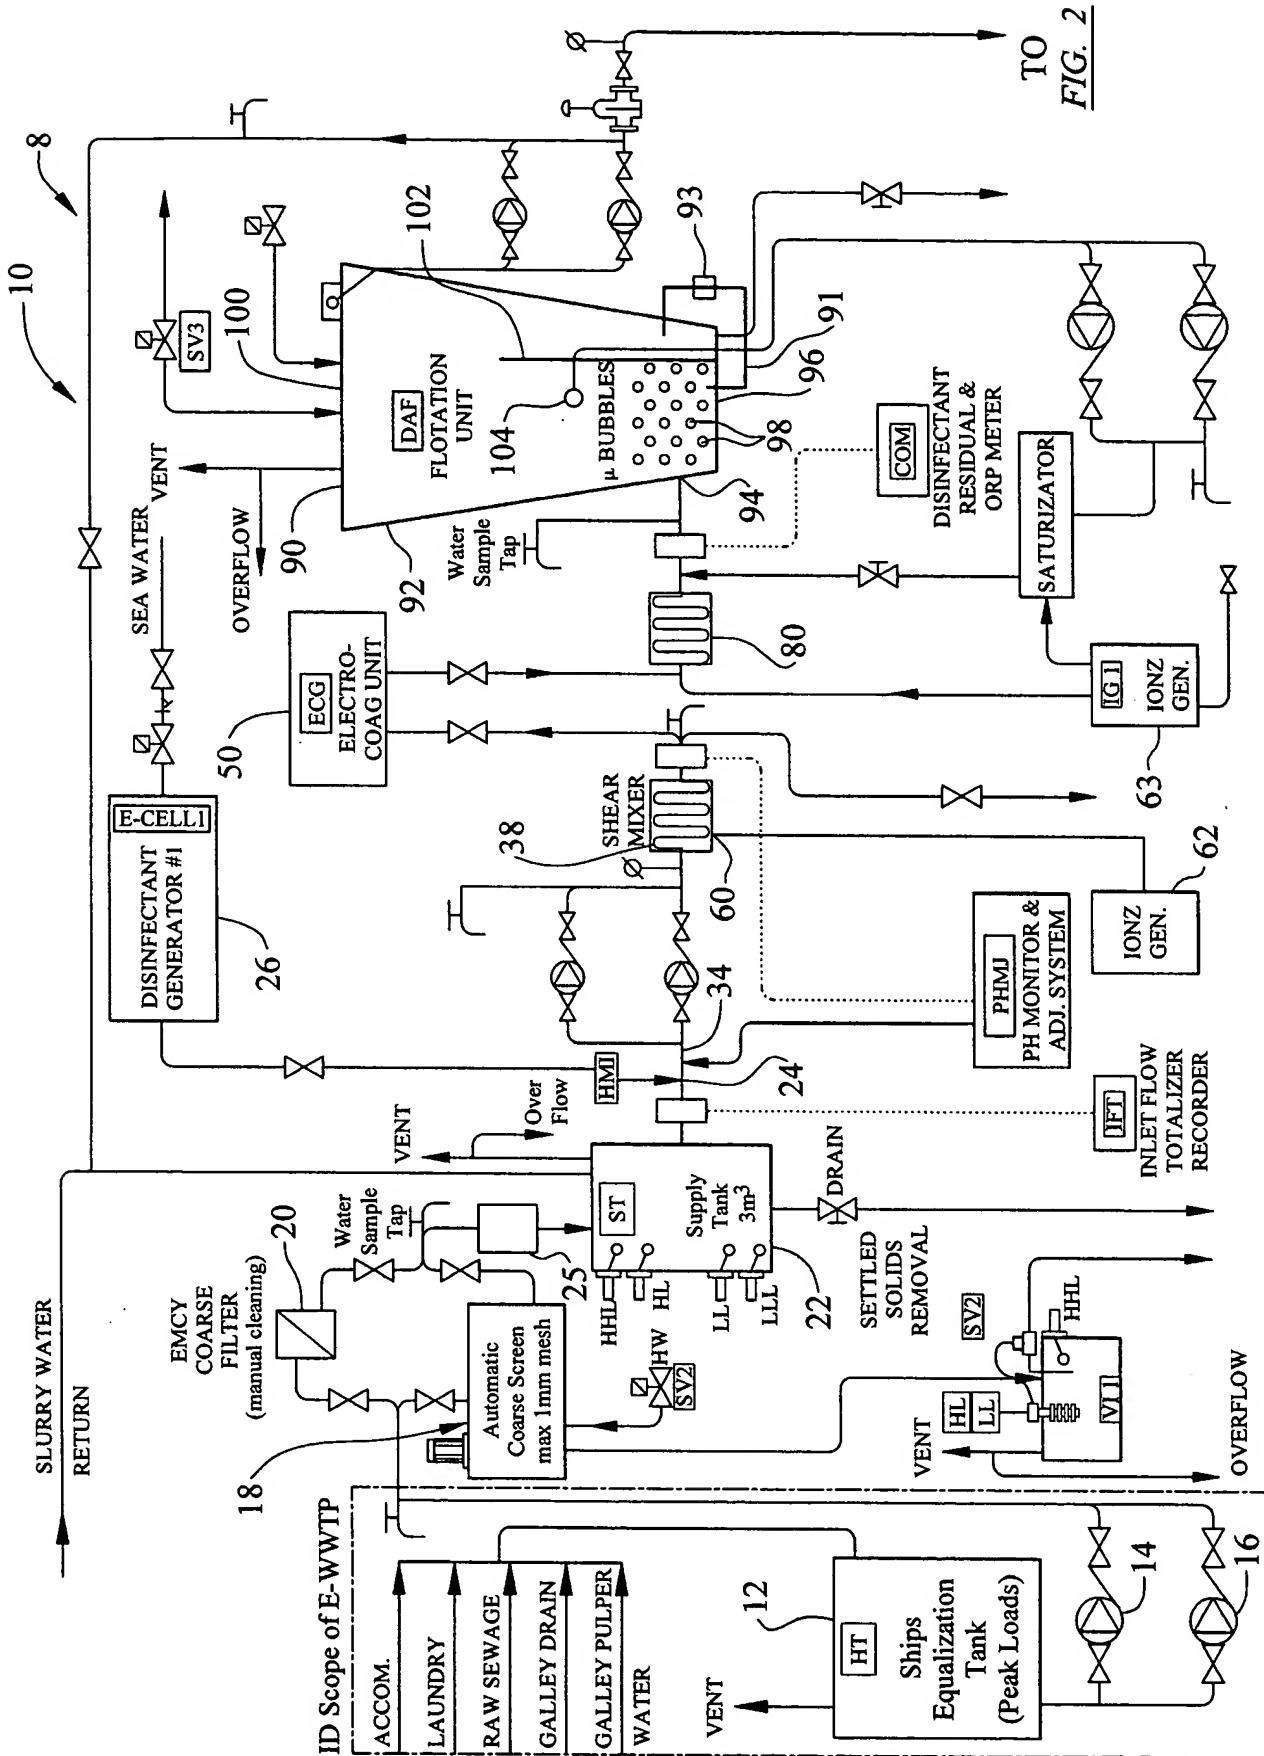 8
10
TO
FIG. 2
SLURRY WATER
RETURN
ID Scope of E-WWTP
ACCOM.
LAUNDRY
RAW SEWAGE
GALLEY DRAIN
GALLEY PULPER
WATER
VENT
HT
Ships
Equalization
Tank
(Peak Loads)
12
14
16
EMCY
COARSE
FILTER
(manual cleaning)
20
Water
Sample
Tap
18
Automatic
Coarse Screen
max 1mm mesh
25
HW
SV2
VENT
Over
Flow
ST
Supply
Tank
3m³
HHL
HL
LL
LLL
22
SETTLED
SOLIDS
REMOVAL
DRAIN
SV2
HHL
HL
LL
VI 1
VENT
OVERFLOW
E-CELL1
DISINFECTANT
GENERATOR #1
26
SEA WATER
HMI
24
34
IFT
INLET FLOW
TOTALIZER
RECORDER
PHMJ
PH MONITOR &
ADJ. SYSTEM
SHEAR
MIXER
38
60
IONZ
GEN.
62
50
ECG
ELECTRO-
COAG UNIT
80
IG 1
IONZ
GEN.
63
SATURIZATOR
COM
DISINFECTANT
RESIDUAL &
ORP METER
Water
Sample
Tap
VENT
OVERFLOW
90
92
94
SV3
100
DAF
FLOTATION
UNIT
102
104
µ BUBBLES
98
96
91
93